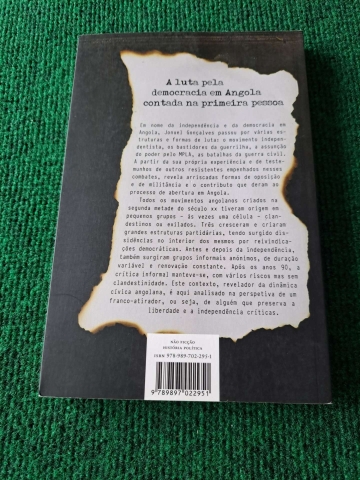 A luta pela
democracia em Angola
contada na primeira pessoa
Em nome da independência e da democracia em
Angola, Jonuel Gonçalves passou por várias es-
truturas e formas de luta: o movimento indepen-
dentista, os bastidores da guerrilha, a assunção
do poder pelo MPLA, as batalhas da guerra civil.
A partir da sua própria experiência e de teste-
munhos de outros resistentes empenhados nesses
combates, revela arriscadas formas de oposição
e de militância e o contributo que deram ao
processo de abertura em Angola.
Todos os movimentos angolanos criados na
segunda metade do século xx tiveram origem em
pequenos grupos – às vezes uma célula – clan-
destinos ou exilados. Três cresceram e criaram
grandes estruturas partidárias, tendo surgido dis-
sidências no interior dos mesmos por reivindica-
ções democráticas. Antes e depois da independência,
também surgiram grupos informais anónimos, de duração
variável e renovação constante. Após os anos 90, a
crítica informal manteve-se, com vários riscos mas sem
clandestinidade. Este contexto, revelador da dinâmica
cívica angolana, é aqui analisado na perspetiva de um
franco-atirador, ou seja, de alguém que preserva a
liberdade e a independência críticas.
NÃO FICÇÃO
HISTÓRIA POLÍTICA
ISBN 978-989-702-295-1
9 789897 022951